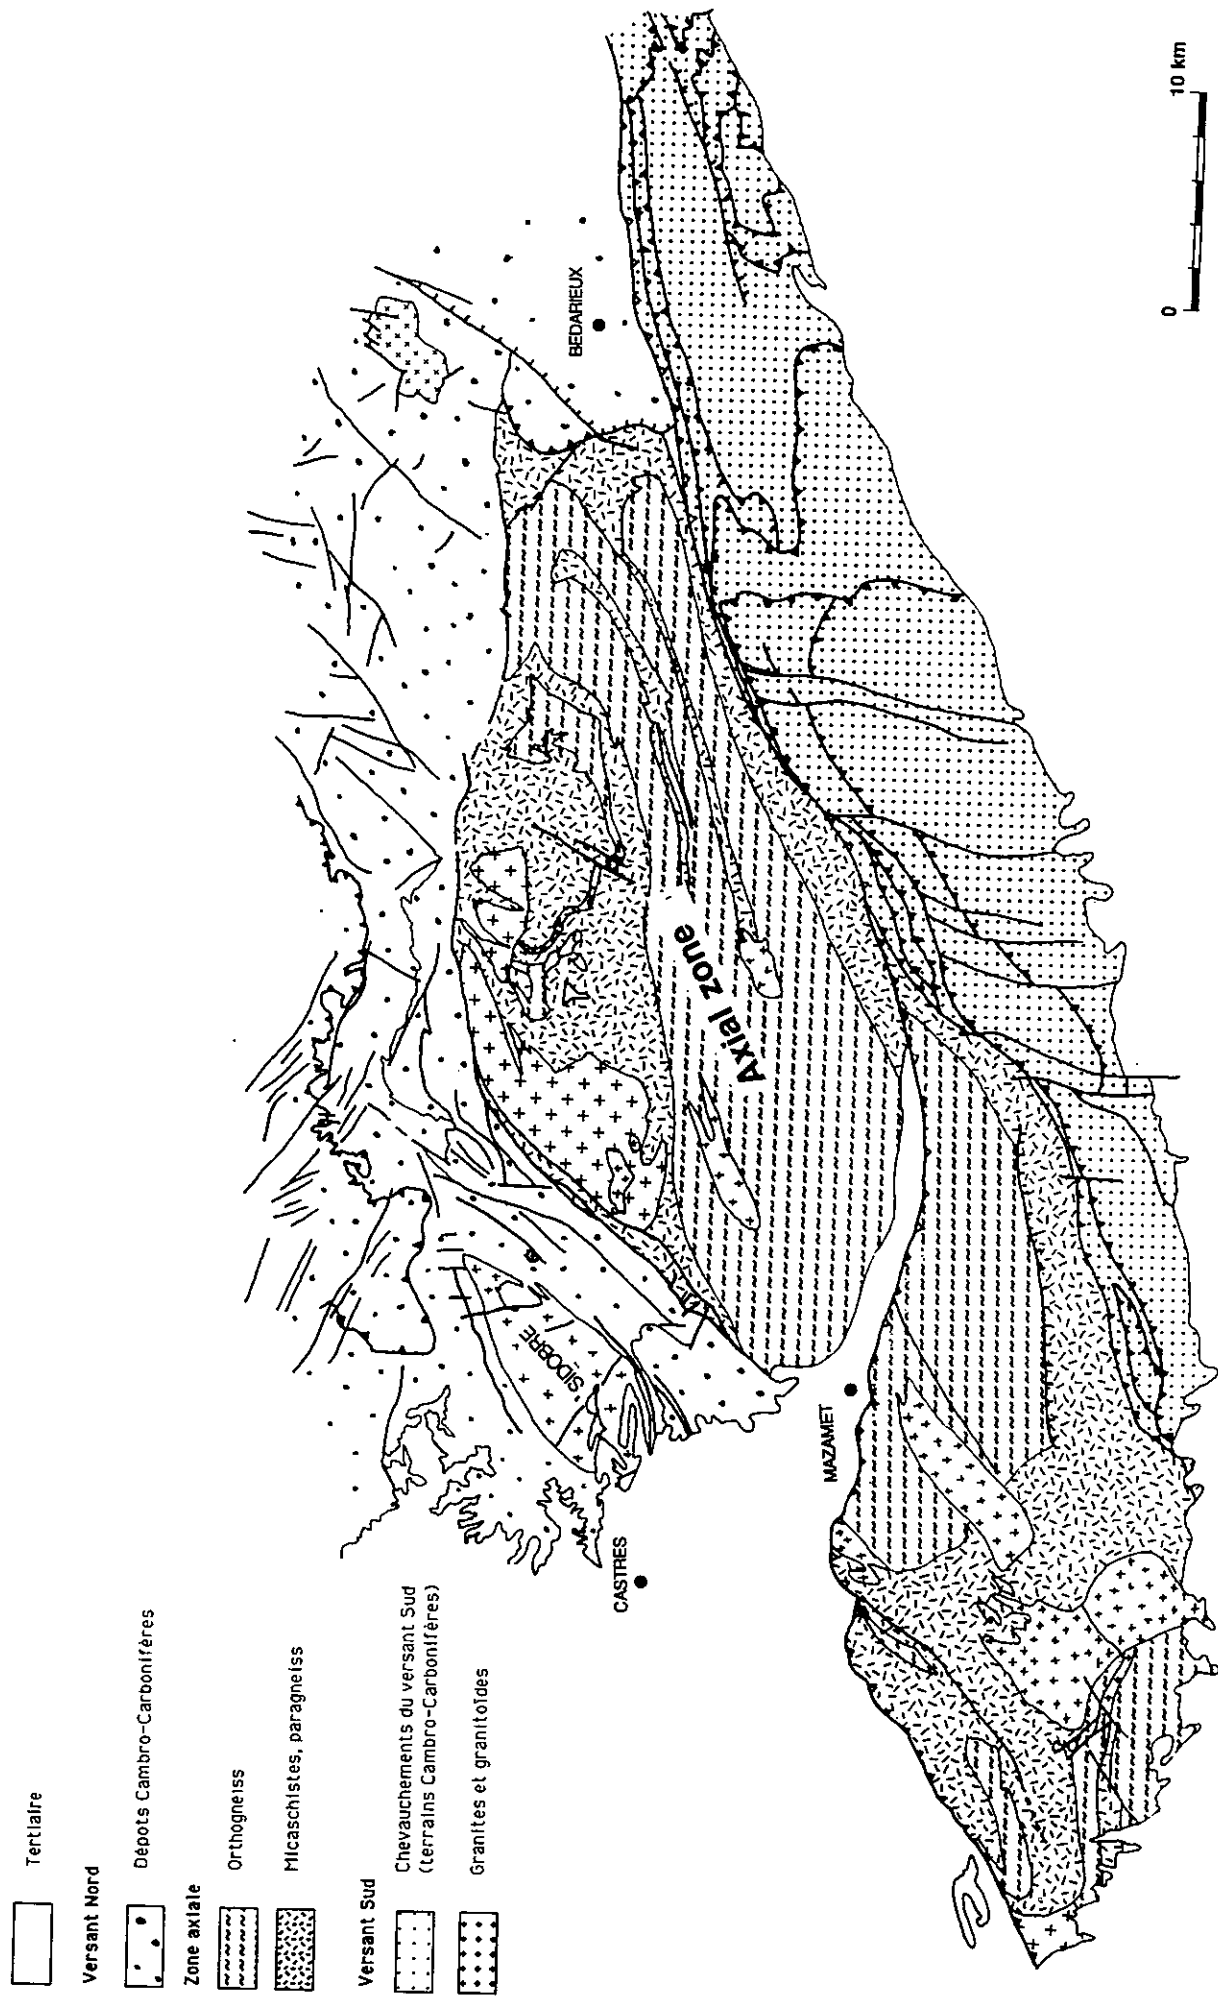 Tertiaire
Versant Nord
Dépots Cambro-Carbonifères
Zone axiale
Orthogneiss
Micaschistes, paragneiss
Versant Sud
Chevauchements du versant Sud
(terrains Cambro-Carbonifères)
Granites et granitoïdes
CASTRES
SIDOBRE
MAZAMET
Axial zone
BEDARIEUX
0
10 km